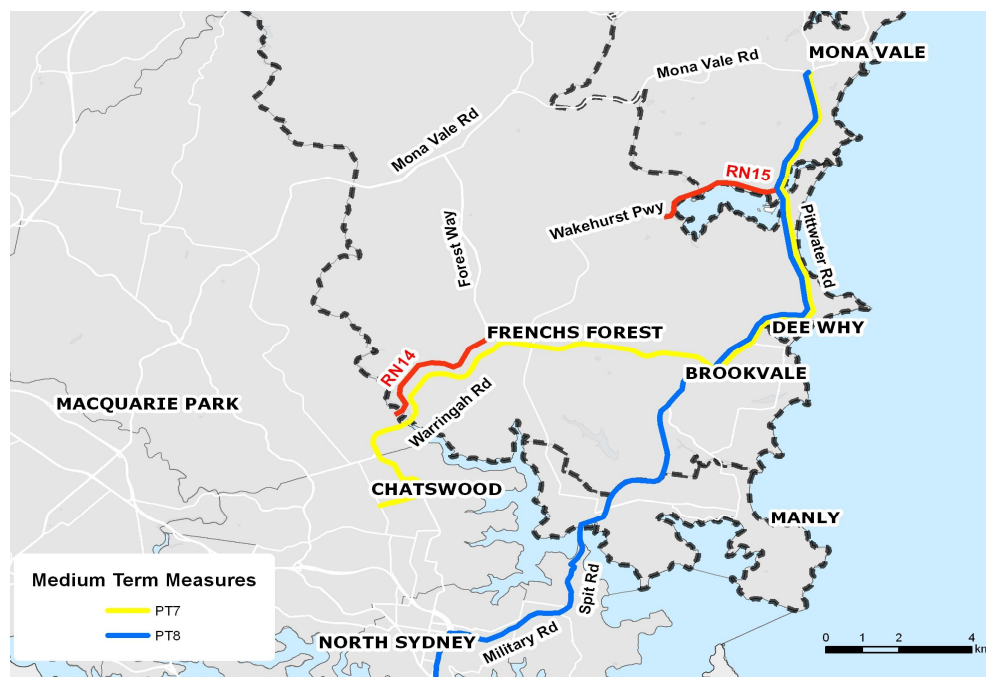 MONA VALE
Mona Vale Rd
Mona Vale Rd
RN15
Wakehurst Pwy
Pittwater Rd
Forest Way
FRENCHS FOREST
DEE WHY
RN14
BROOKVALE
MACQUARIE PARK
Warringah Rd
CHATSWOOD
MANLY
Medium Term Measures
PT7
PT8
Spit Rd
NORTH SYDNEY
Military Rd
0 1 2 4
km